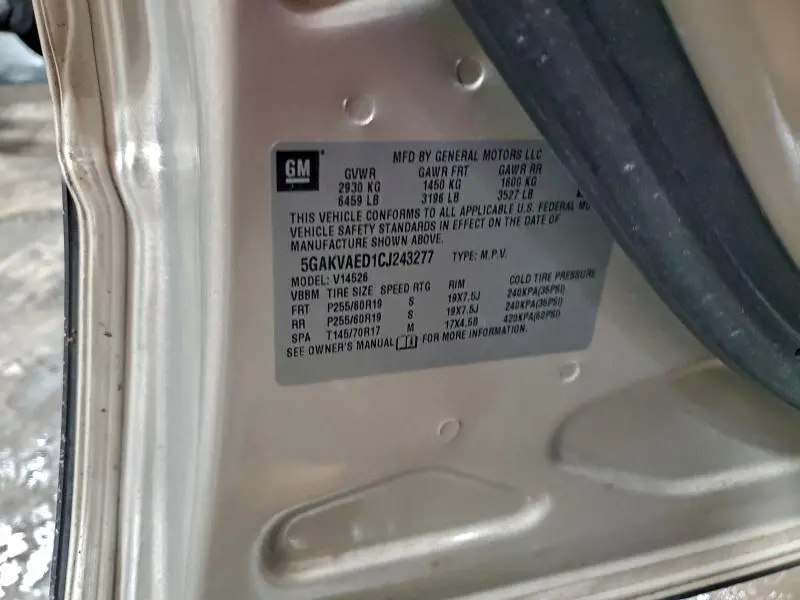 GM
MFD BY GENERAL MOTORS LLC
GVWR GAWR FRT GAWR RR
2930 KG 1450 KG 1600 KG
6459 LB 3196 LB 3527 LB
THIS VEHICLE CONFORMS TO ALL APPLICABLE U.S. FEDERAL
VEHICLE SAFETY STANDARDS IN EFFECT ON THE DATE OF
MANUFACTURE SHOWN ABOVE.
5GAKVAED1CJ243277 TYPE: M.P.V.
MODEL: V14526
VBBM TIRE SIZE SPEED RTG RIM COLD TIRE PRESSURE
FRT P255/60R19 S 19X7.5J 240KPA(35PSI)
RR P255/60R19 S 19X7.5J 240KPA(35PSI)
SPA T145/70R17 M 17X4.5B 420KPA(60PSI)
SEE OWNER'S MANUAL FOR MORE INFORMATION.